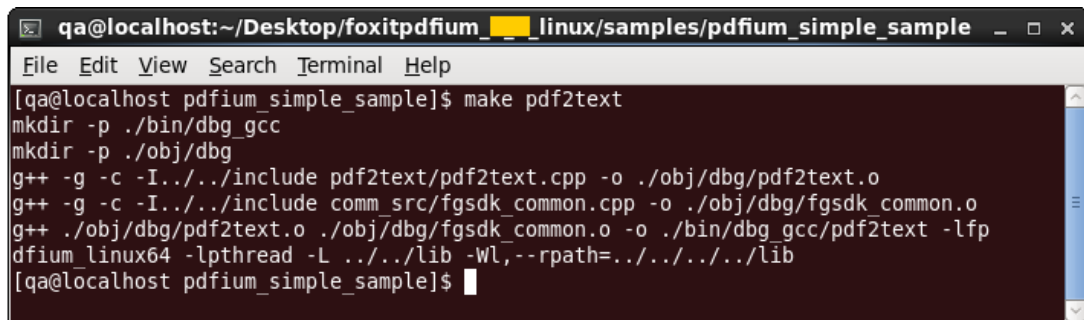 qa@localhost:~/Desktop/foxitpdfium_ _ _linux/samples/pdfium_simple_sample
File Edit View Search Terminal Help
[qa@localhost pdfium_simple_sample]$ make pdf2text
mkdir -p ./bin/dbg_gcc
mkdir -p ./obj/dbg
g++ -g -c -I../../include pdf2text/pdf2text.cpp -o ./obj/dbg/pdf2text.o
g++ -g -c -I../../include comm_src/fgsdk_common.cpp -o ./obj/dbg/fgsdk_common.o
g++ ./obj/dbg/pdf2text.o ./obj/dbg/fgsdk_common.o -o ./bin/dbg_gcc/pdf2text -lfp
dfium_linux64 -lpthread -L ../../lib -Wl,--rpath=../../../../lib
[qa@localhost pdfium_simple_sample]$